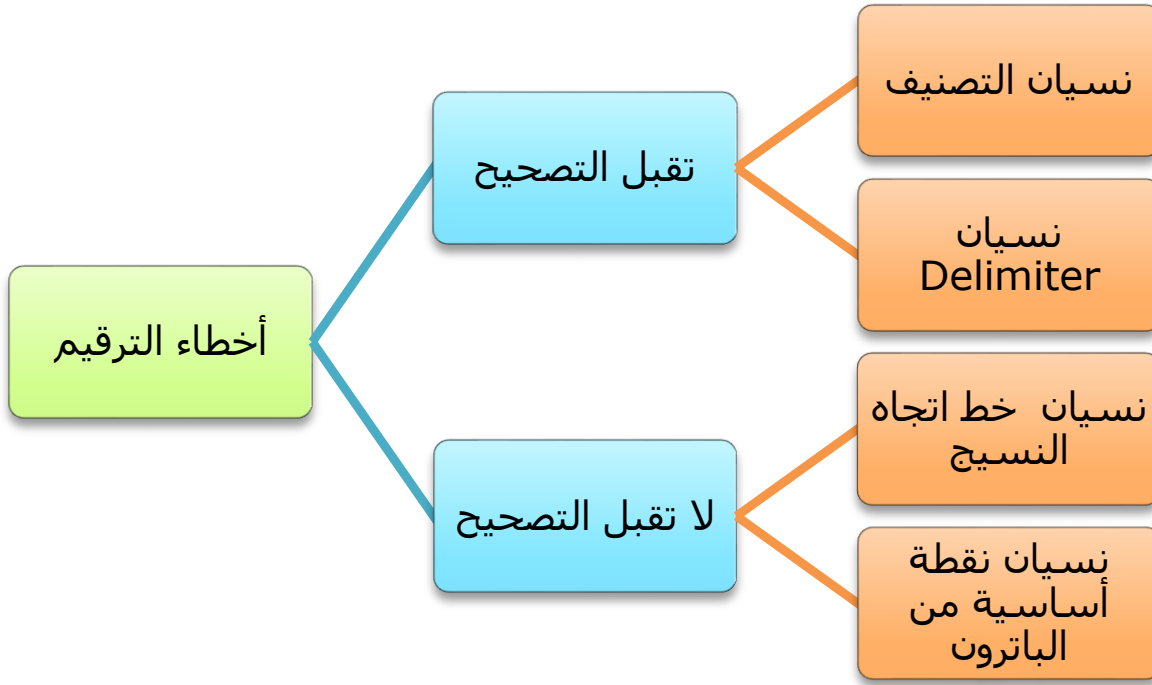 أخطاء الترقيم
تقبل التصحيح
نسيان التصنيف
نسيان
Delimiter
لا تقبل التصحيح
نسيان خط اتجاه
النسيج
نسيان نقطة
أساسية من
الباترون